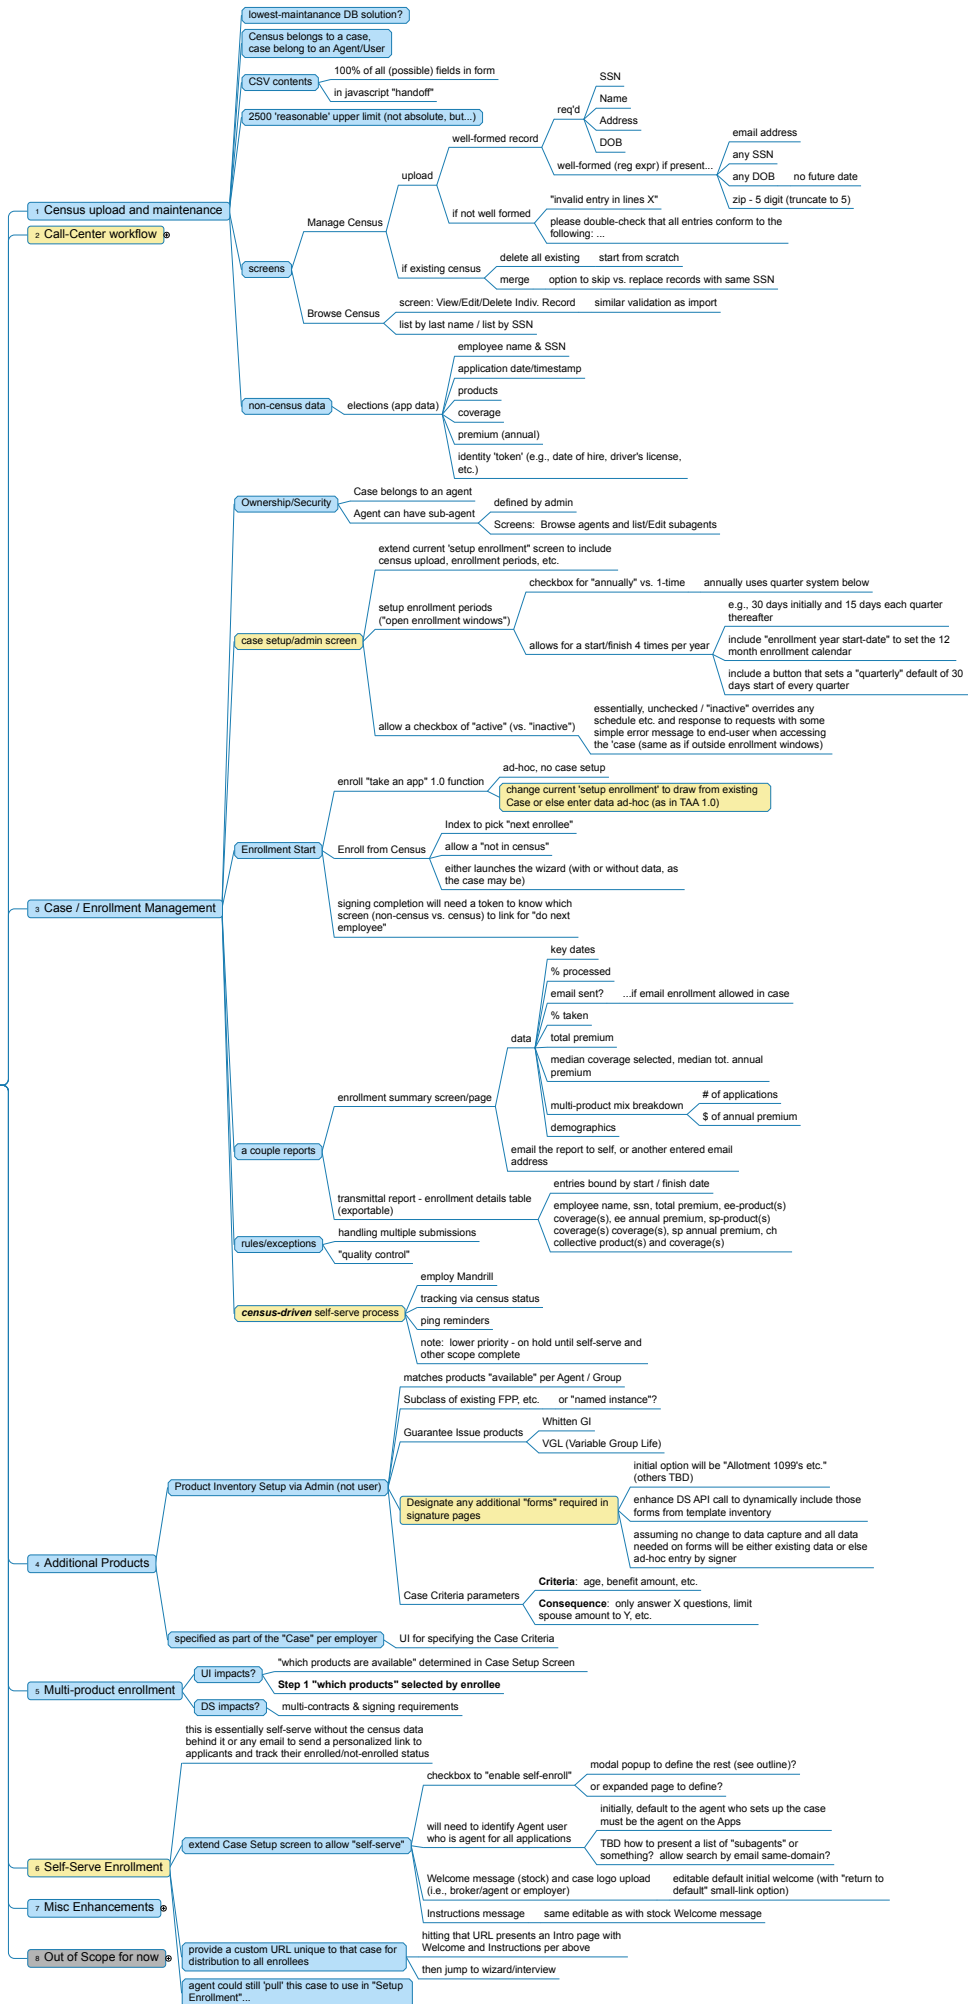 lowest-maintanance DB solution?
Census belongs to a case,
case belong to an Agent/User
CSV contents
100% of all (possible) fields in form
in javascript "handoff"
2500 'reasonable' upper limit (not absolute, but...)
1 Census upload and maintenance
screens
Manage Census
upload
well-formed record
req'd
SSN
Name
Address
DOB
well-formed (reg expr) if present...
email address
any SSN
any DOB
no future date
zip - 5 digit (truncate to 5)
if not well formed
"invalid entry in lines X"
please double-check that all entries conform to the
following: ...
if existing census
delete all existing
start from scratch
merge
option to skip vs. replace records with same SSN
Browse Census
screen: View/Edit/Delete Indiv. Record
similar validation as import
list by last name / list by SSN
non-census data
elections (app data)
employee name & SSN
application date/timestamp
products
coverage
premium (annual)
identity 'token' (e.g., date of hire, driver's license,
etc.)
2 Call-Center workflow
3 Case / Enrollment Management
Ownership/Security
Case belongs to an agent
Agent can have sub-agent
defined by admin
Screens: Browse agents and list/Edit subagents
case setup/admin screen
extend current 'setup enrollment" screen to include
census upload, enrollment periods, etc.
setup enrollment periods
("open enrollment windows")
checkbox for "annually" vs. 1-time
annually uses quarter system below
allows for a start/finish 4 times per year
e.g., 30 days initially and 15 days each quarter
thereafter
include "enrollment year start-date" to set the 12
month enrollment calendar
include a button that sets a "quarterly" default of 30
days start of every quarter
allow a checkbox of "active" (vs. "inactive")
essentially, unchecked / "inactive" overrides any
schedule etc. and response to requests with some
simple error message to end-user when accessing
the 'case (same as if outside enrollment windows)
Enrollment Start
enroll "take an app" 1.0 function
ad-hoc, no case setup
change current 'setup enrollment' to draw from existing
Case or else enter data ad-hoc (as in TAA 1.0)
Enroll from Census
Index to pick "next enrollee"
allow a "not in census"
either launches the wizard (with or without data, as
the case may be)
signing completion will need a token to know which
screen (non-census vs. census) to link for "do next
employee"
a couple reports
enrollment summary screen/page
data
key dates
% processed
email sent?
...if email enrollment allowed in case
% taken
total premium
median coverage selected, median tot. annual
premium
multi-product mix breakdown
# of applications
$ of annual premium
demographics
email the report to self, or another entered email
address
transmittal report - enrollment details table
(exportable)
entries bound by start / finish date
employee name, ssn, total premium, ee-product(s)
coverage(s), ee annual premium, sp-product(s)
coverage(s) coverage(s), sp annual premium, ch
collective product(s) and coverage(s)
rules/exceptions
handling multiple submissions
"quality control"
census-driven self-serve process
employ Mandrill
tracking via census status
ping reminders
note: lower priority - on hold until self-serve and
other scope complete
4 Additional Products
Product Inventory Setup via Admin (not user)
matches products "available" per Agent / Group
Subclass of existing FPP, etc.
or "named instance"?
Guarantee Issue products
Whitten GI
VGL (Variable Group Life)
Designate any additional "forms" required in
signature pages
initial option will be "Allotment 1099's etc."
(others TBD)
enhance DS API call to dynamically include those
forms from template inventory
assuming no change to data capture and all data
needed on forms will be either existing data or else
ad-hoc entry by signer
Case Criteria parameters
Criteria: age, benefit amount, etc.
Consequence: only answer X questions, limit
spouse amount to Y, etc.
specified as part of the "Case" per employer
UI for specifying the Case Criteria
5 Multi-product enrollment
UI impacts?
"which products are available" determined in Case Setup Screen
Step 1 "which products" selected by enrollee
DS impacts?
multi-contracts & signing requirements
6 Self-Serve Enrollment
this is essentially self-serve without the census data
behind it or any email to send a personalized link to
applicants and track their enrolled/not-enrolled status
extend Case Setup screen to allow "self-serve"
checkbox to "enable self-enroll"
modal popup to define the rest (see outline)?
or expanded page to define?
will need to identify Agent user
who is agent for all applications
initially, default to the agent who sets up the case
must be the agent on the Apps
TBD how to present a list of "subagents" or
something? allow search by email same-domain?
Welcome message (stock) and case logo upload
(i.e., broker/agent or employer)
editable default initial welcome (with "return to
default" small-link option)
Instructions message
same editable as with stock Welcome message
provide a custom URL unique to that case for
distribution to all enrollees
hitting that URL presents an Intro page with
Welcome and Instructions per above
then jump to wizard/interview
agent could still 'pull' this case to use in "Setup
Enrollment"...
7 Misc Enhancements
8 Out of Scope for now